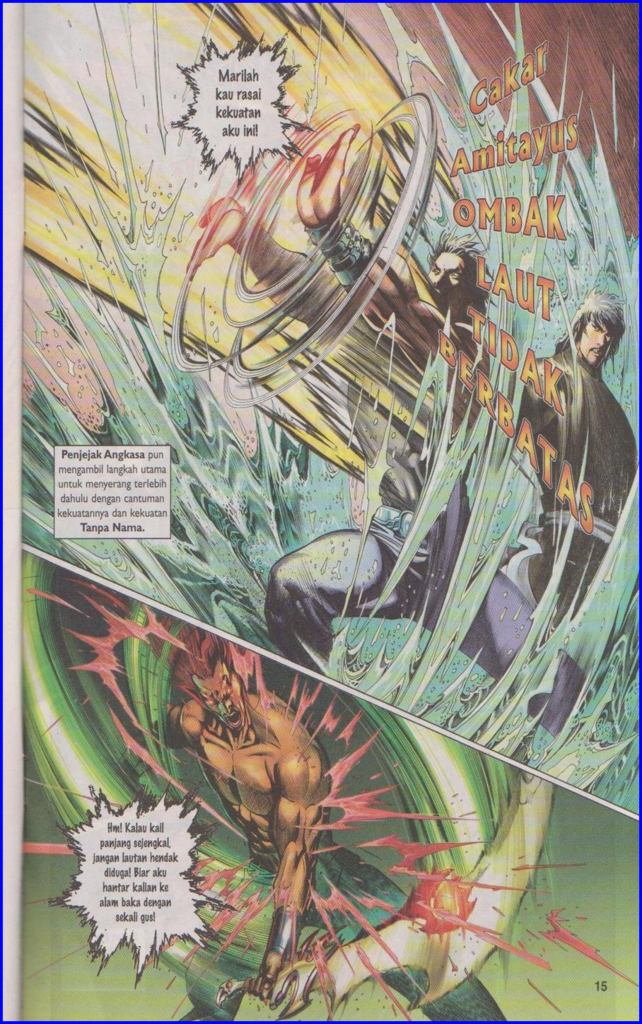 Marilah
kau rasai
kekuatan
aku ini!
Cakar
Amitayus
OMBAK
LAUT
TIDAK
BERBATAS
Penjejak Angkasa pun
mengambil langkah utama
untuk menyerang terlebih
dahulu dengan cantuman
kekuatannya dan kekuatan
Tanpa Nama.
Hm! Kalau kail
panjang sejengkal,
jangan lautan hendak
diduga! Biar aku
hantar kalian ke
alam baka dengan
sekali gus!
15